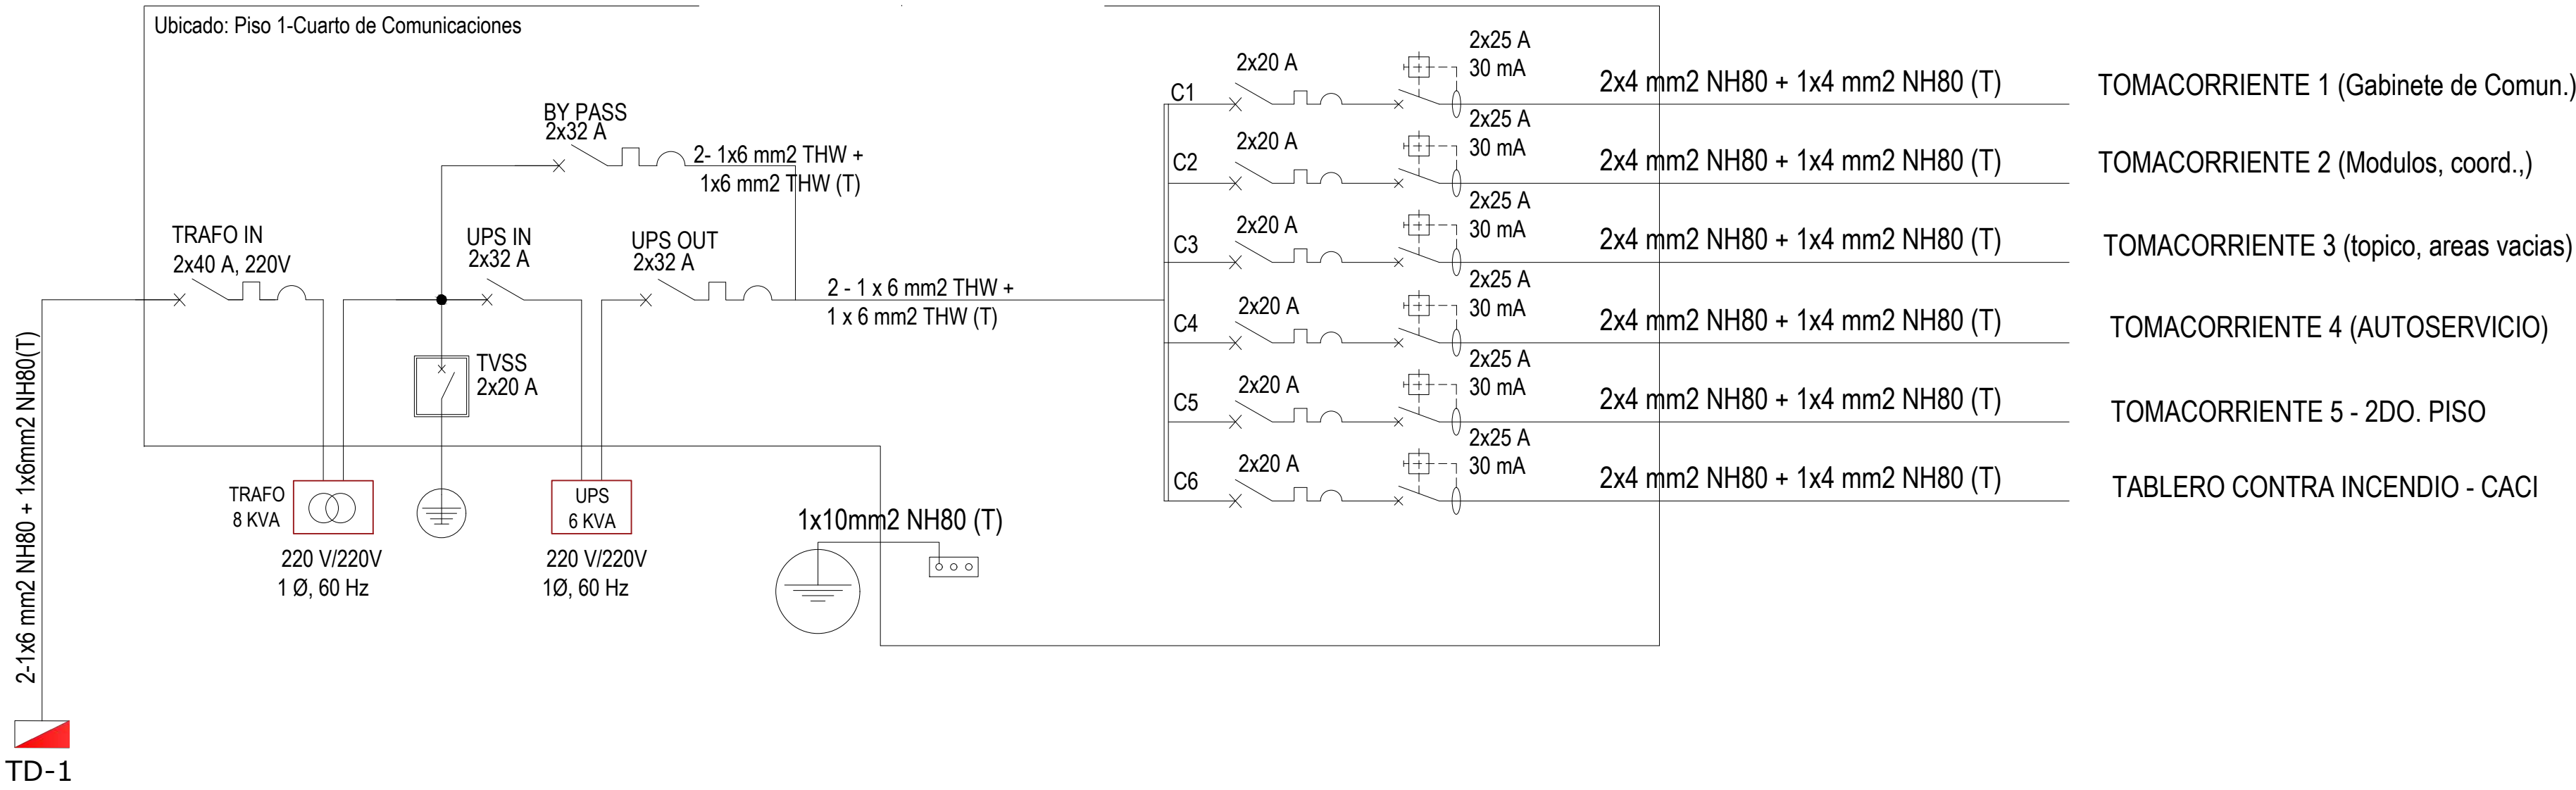 Ubicado: Piso 1-Cuarto de Comunicaciones
BY PASS
2x32 A
2- 1x6 mm2 THW +
1x6 mm2 THW (T)
TRAFO IN
2x40 A, 220V
UPS IN
2x32 A
UPS OUT
2x32 A
2 - 1 x 6 mm2 THW +
1 x 6 mm2 THW (T)
TVSS
2x20 A
2-1x6 mm2 NH80 + 1x6mm2 NH80(T)
TRAFO
8 KVA
220 V/220V
1 Ø, 60 Hz
UPS
6 KVA
220 V/220V
1Ø, 60 Hz
1x10mm2 NH80 (T)
TD-1
C1
2x20 A
2x25 A
30 mA
2x4 mm2 NH80 + 1x4 mm2 NH80 (T)
TOMACORRIENTE 1 (Gabinete de Comun.)
C2
2x20 A
2x25 A
30 mA
2x4 mm2 NH80 + 1x4 mm2 NH80 (T)
TOMACORRIENTE 2 (Modulos, coord.,)
C3
2x20 A
2x25 A
30 mA
2x4 mm2 NH80 + 1x4 mm2 NH80 (T)
TOMACORRIENTE 3 (topico, areas vacias)
C4
2x20 A
2x25 A
30 mA
2x4 mm2 NH80 + 1x4 mm2 NH80 (T)
TOMACORRIENTE 4 (AUTOSERVICIO)
C5
2x20 A
2x25 A
30 mA
2x4 mm2 NH80 + 1x4 mm2 NH80 (T)
TOMACORRIENTE 5 - 2DO. PISO
C6
2x20 A
2x25 A
30 mA
2x4 mm2 NH80 + 1x4 mm2 NH80 (T)
TABLERO CONTRA INCENDIO - CACI